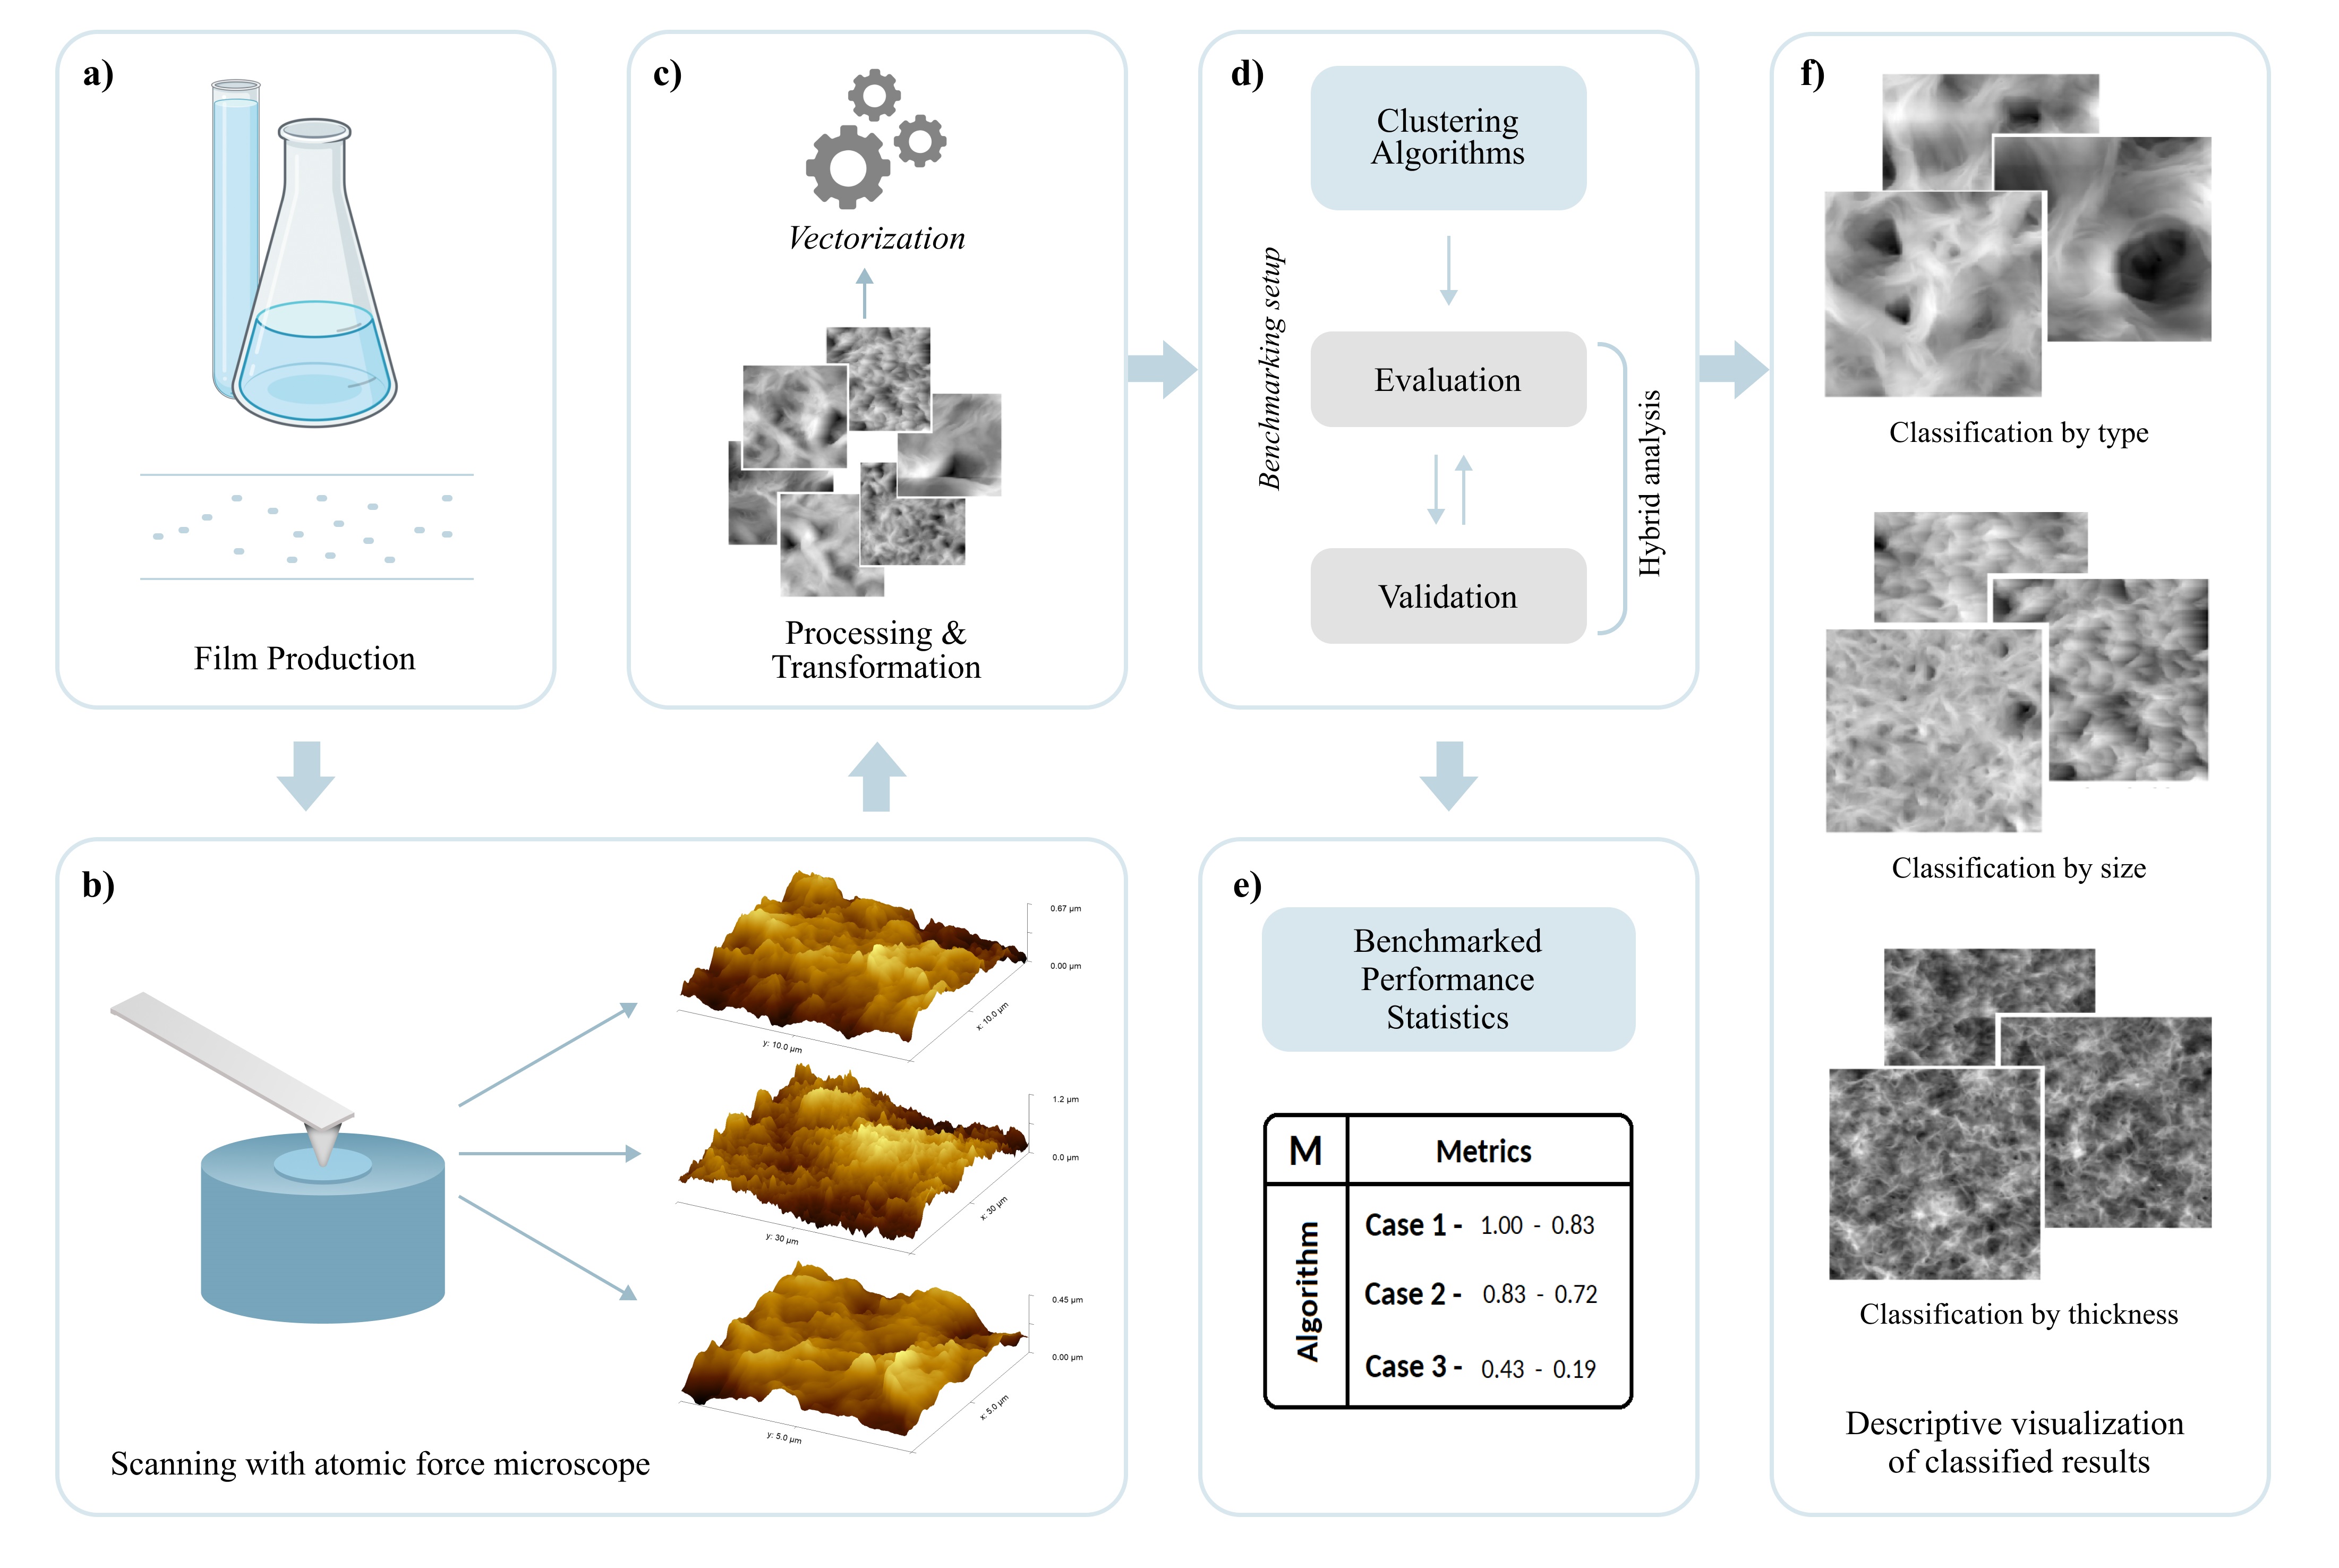 a)
Film Production
b)
0.67 µm
0.00 µm
x: 10.0 µm
y: 10.0 µm
1.2 µm
0.0 µm
x: 30 µm
y: 30 µm
0.45 µm
0.00 µm
x: 5.0 µm
y: 5.0 µm
Scanning with atomic force microscope
c)
Vectorization
Processing &
Transformation
d)
Clustering
Algorithms
Benchmarking setup
Evaluation
Hybrid analysis
Validation
e)
Benchmarked
Performance
Statistics
M
Metrics
Algorithm
Case 1 - 1.00 - 0.83
Case 2 - 0.83 - 0.72
Case 3 - 0.43 - 0.19
f)
Classification by type
Classification by size
Classification by thickness
Descriptive visualization
of classified results